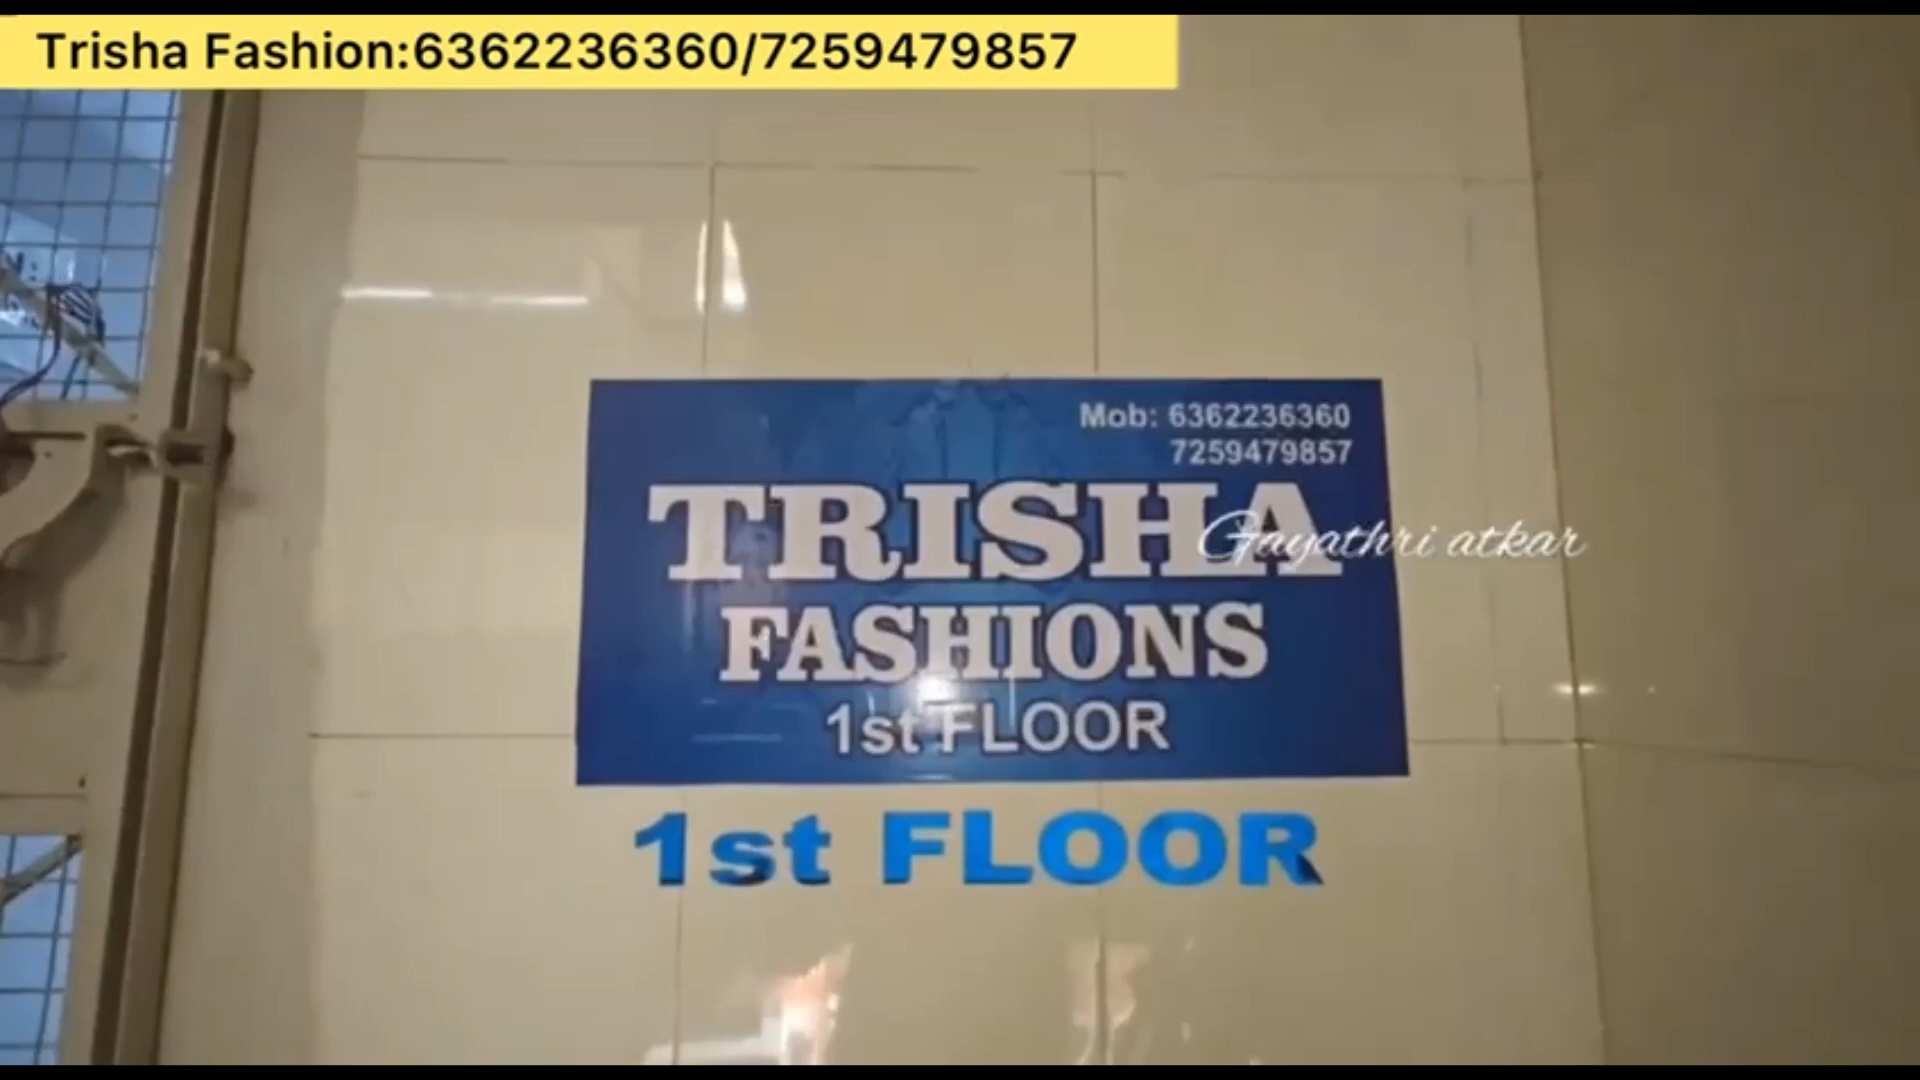 Trisha Fashion:6362236360/7259479857
Mob: 6362236360
7259479857
TRISHA
Gayathri atkar
FASHIONS
1st FLOOR
1st FLOOR